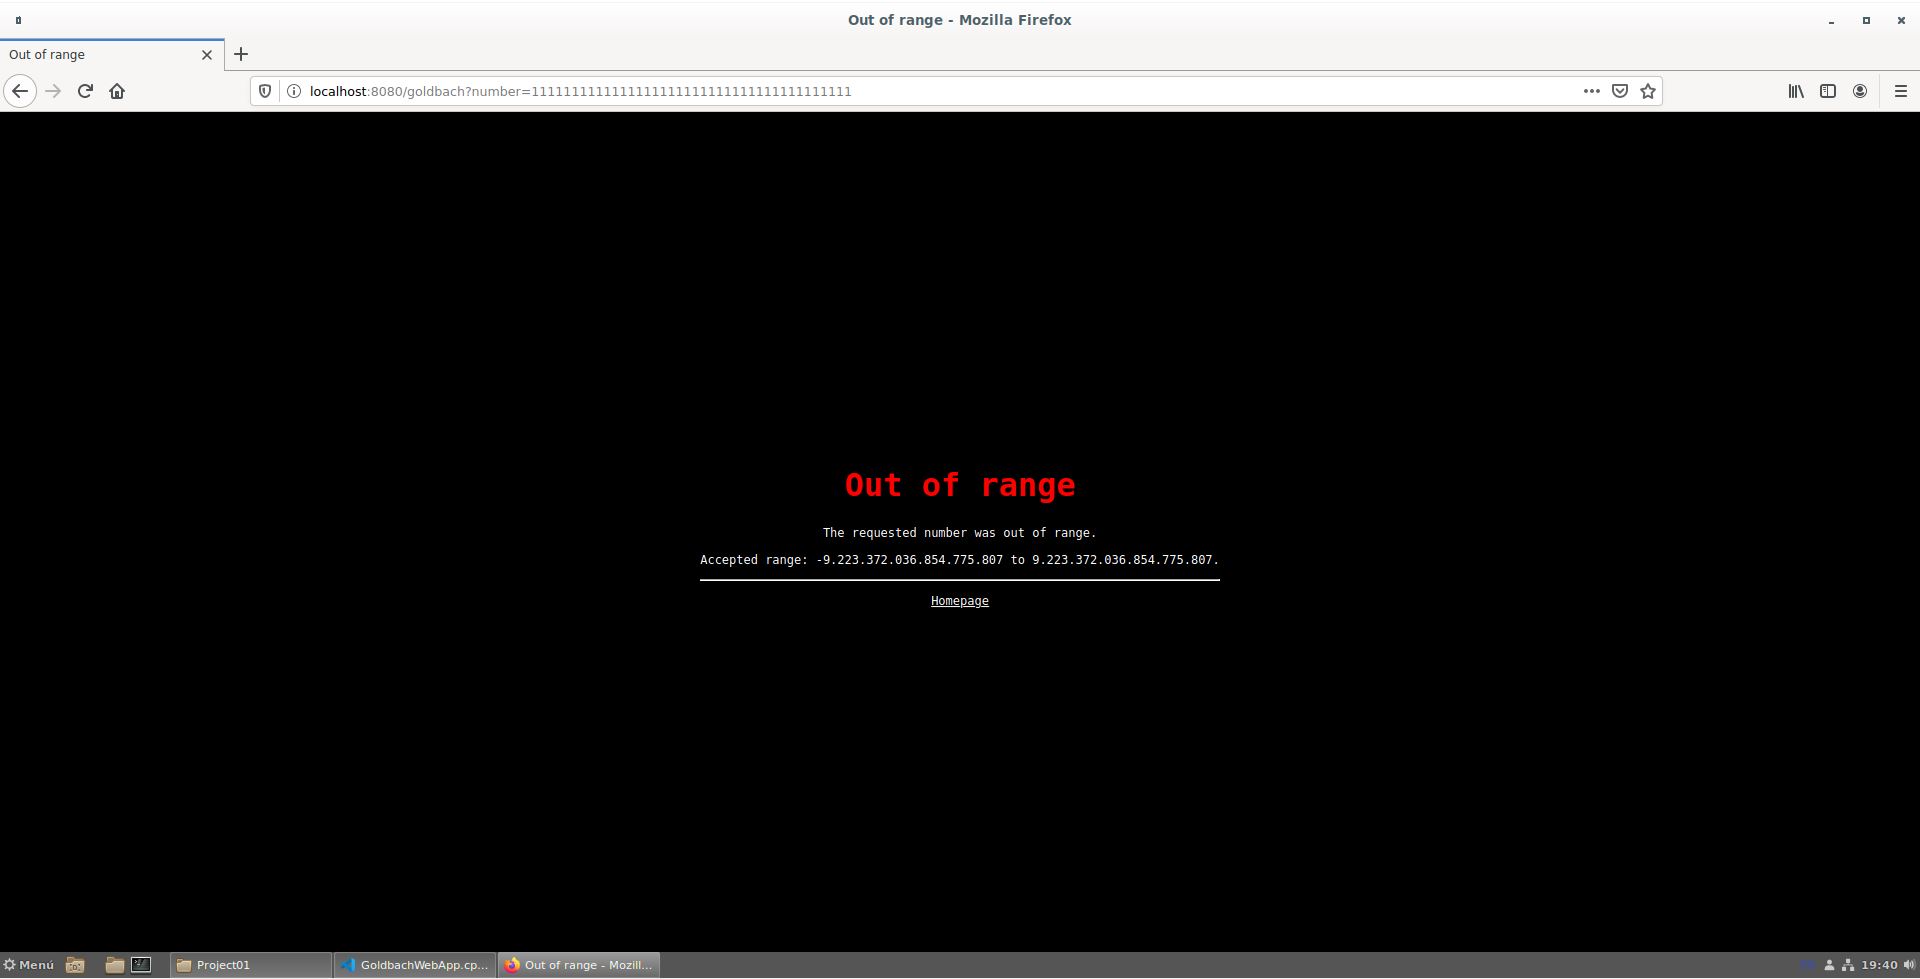 Out of range - Mozilla Firefox
Out of range
localhost:8080/goldbach?number=1111111111111111111111111111111111111111
Out of range
The requested number was out of range.
Accepted range: -9.223.372.036.854.775.807 to 9.223.372.036.854.775.807.
Homepage
Menú
Project01
GoldbachWebApp.cp...
Out of range - Mozill...
19:40